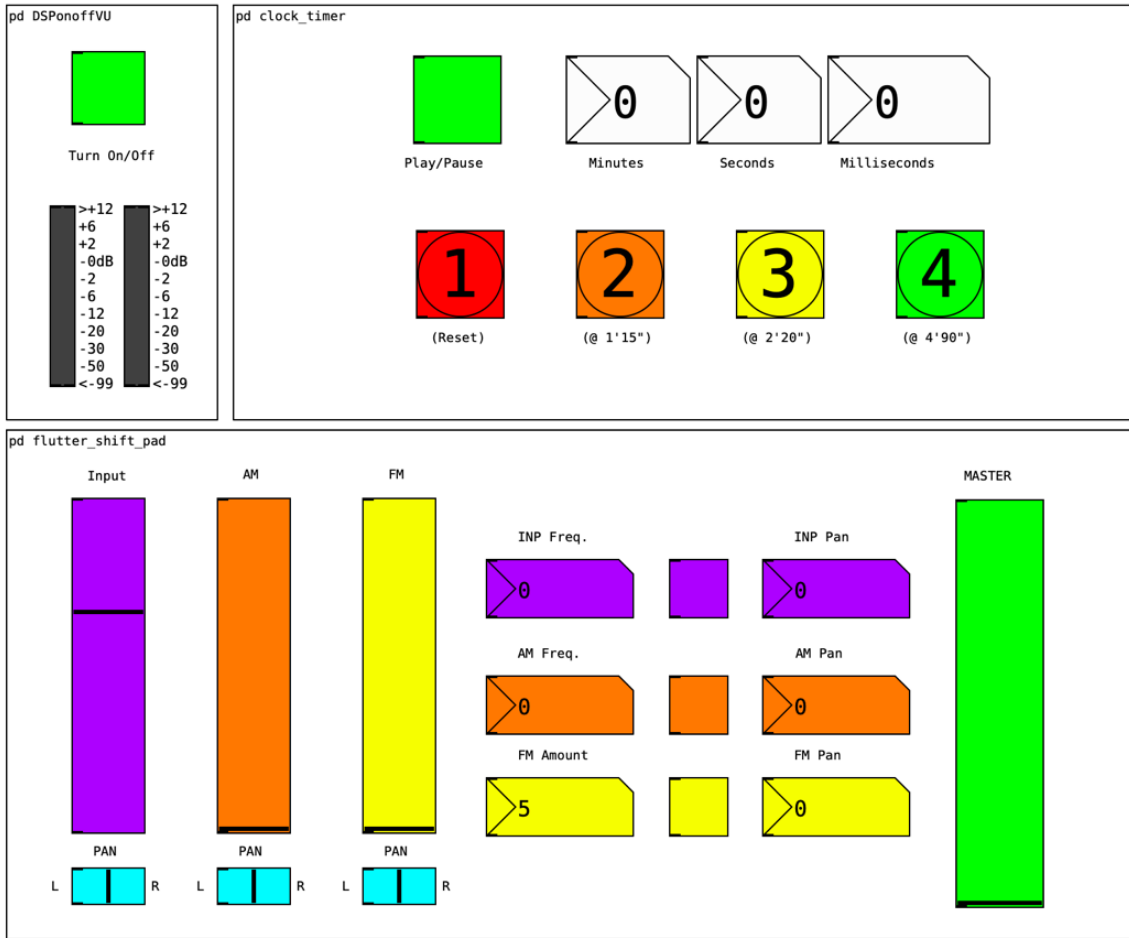 pd DSPonoffVU
Turn On/Off
>+12 >+12
+6 +6
+2 +2
-0dB -0dB
-2 -2
-6 -6
-12 -12
-20 -20
-30 -30
-50 -50
<-99 <-99
pd clock_timer
0 0 0
Play/Pause Minutes Seconds Milliseconds
1 2 3 4
(Reset) (@ 1'15") (@ 2'20") (@ 4'90")
pd flutter_shift_pad
Input AM FM MASTER
INP Freq. INP Pan
0 0
AM Freq. AM Pan
0 0
FM Amount FM Pan
5 0
PAN PAN PAN
L R L R L R